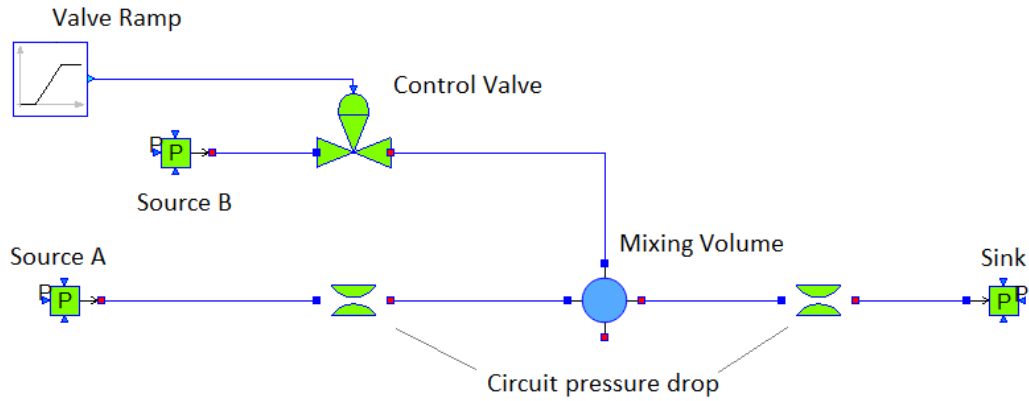 Valve Ramp
Control Valve
P
P
Source B
Mixing Volume
Source A
Sink
P
P
P
P
Circuit pressure drop